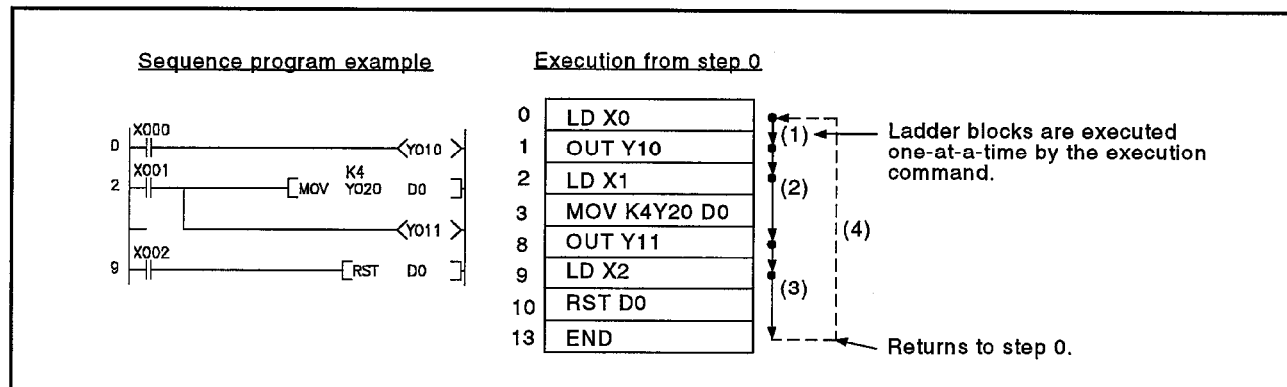 Sequence program example
X000
0
Y010
X001
K4
2
MOV Y020 D0
Y011
X002
9
RST D0
Execution from step 0
0 LD X0
1 OUT Y10
2 LD X1
3 MOV K4Y20 D0
8 OUT Y11
9 LD X2
10 RST D0
13 END
(1)
(2)
(3)
(4)
Ladder blocks are executed
one-at-a-time by the execution
command.
Returns to step 0.